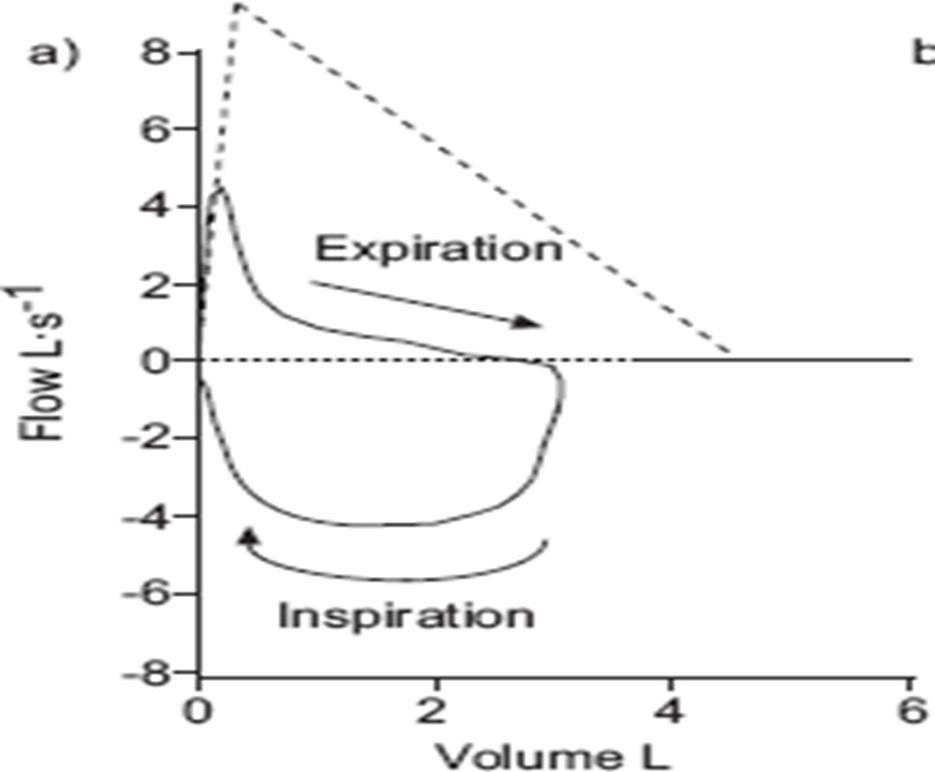 a)
b
8
6
4
2
0
-2
-4
-6
-8
Flow L·s⁻¹
Expiration
Inspiration
0 2 4 6
Volume L